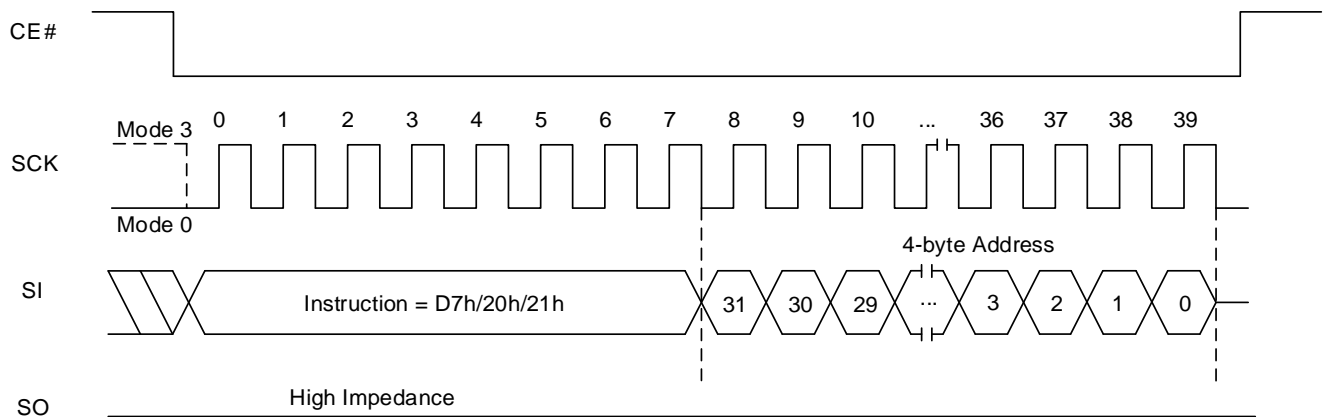 CE#
Mode 3
0 1 2 3 4 5 6 7 8 9 10 ... 36 37 38 39
SCK
Mode 0
4-byte Address
SI
Instruction = D7h/20h/21h 31 30 29 ... 3 2 1 0
High Impedance
SO